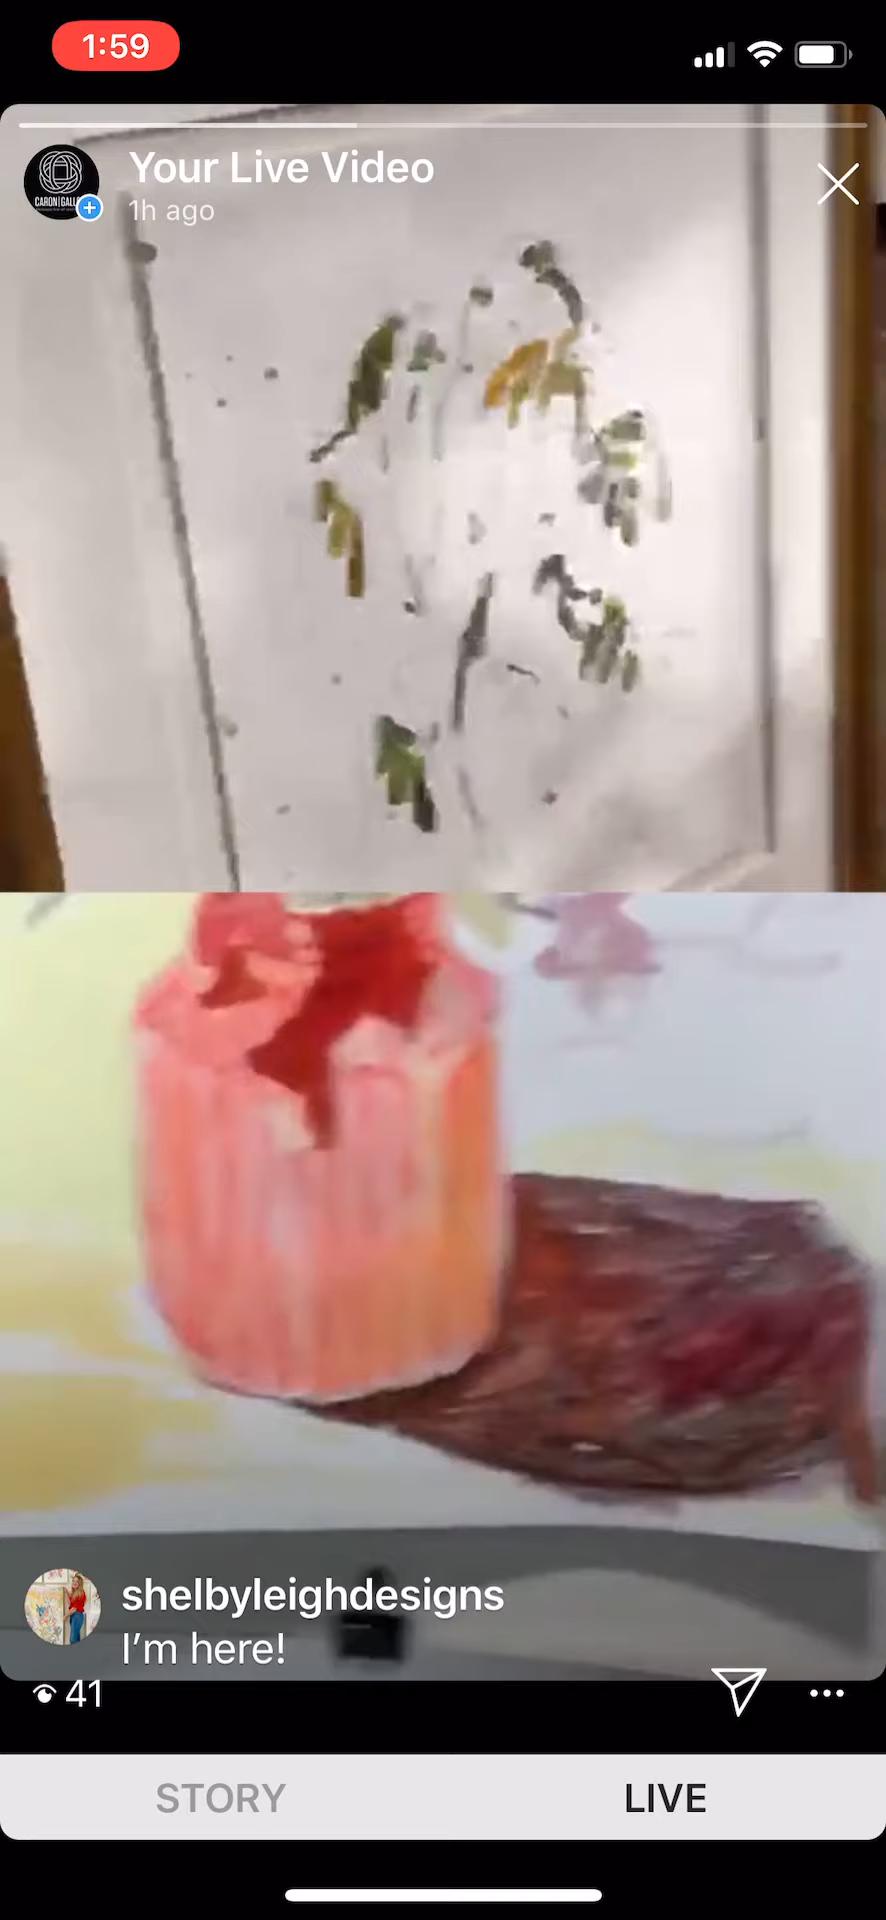 1:59
Your Live Video
1h ago
shelbyleighdesigns
I'm here!
41
STORY
LIVE